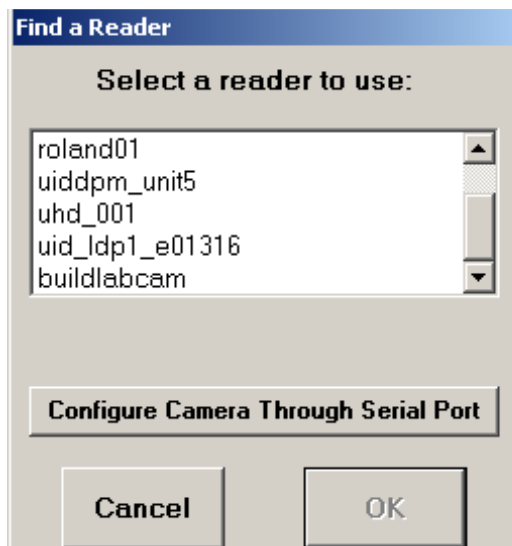 Find a Reader
Select a reader to use:
roland01
uiddpm_unit5
uhd_001
uid_ldp1_e01316
buildlabcam
Configure Camera Through Serial Port
Cancel OK